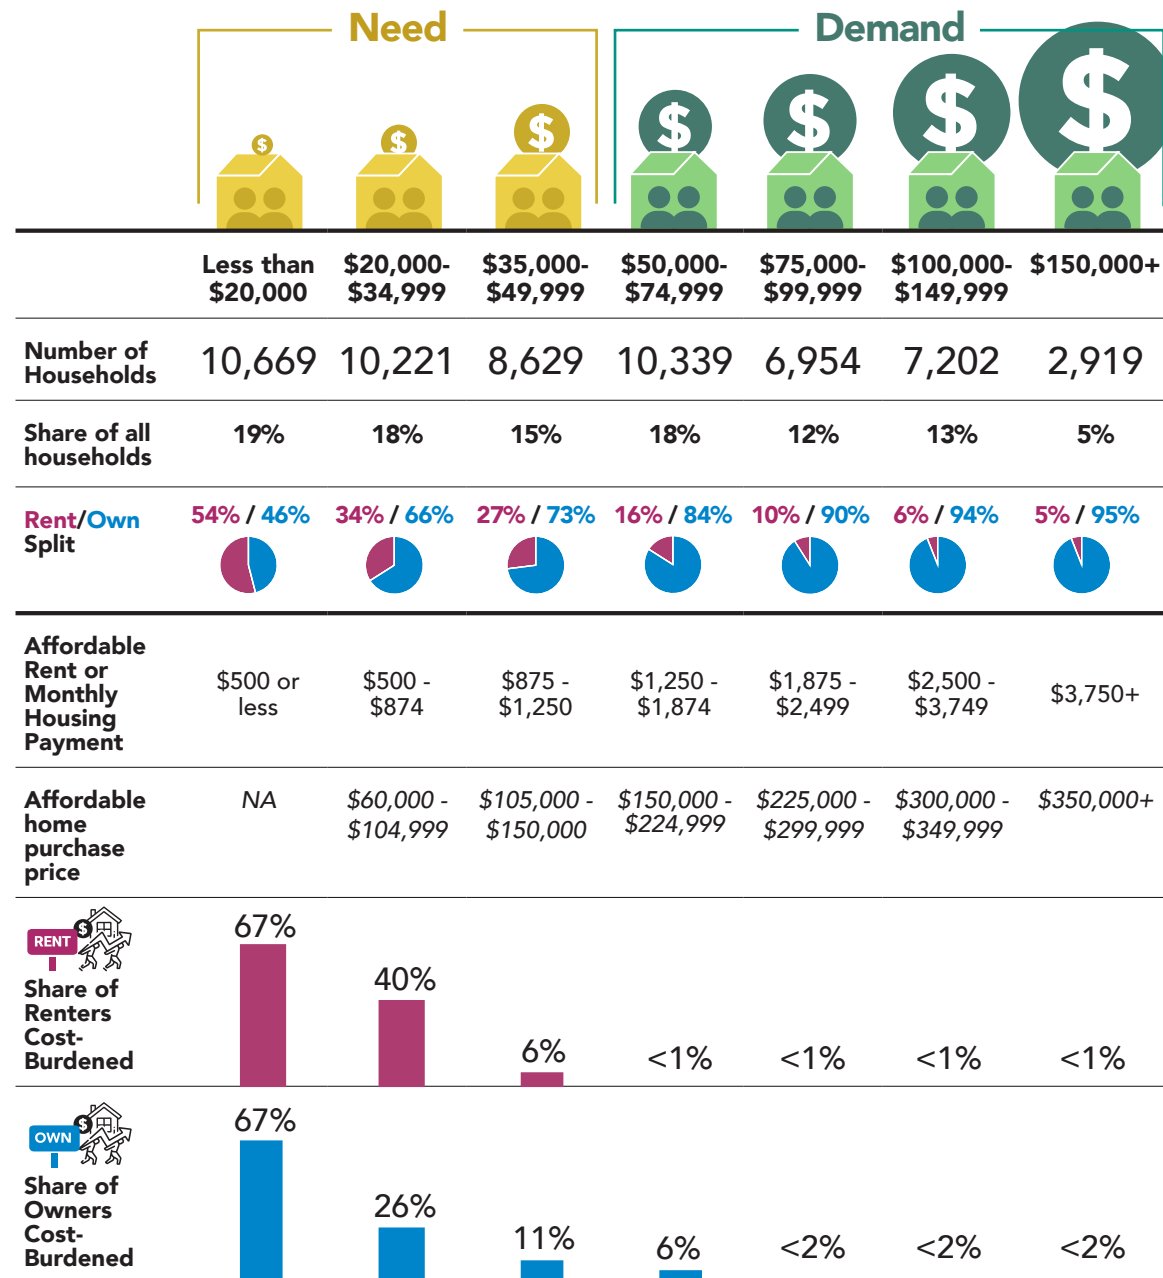 Need
Demand
$ $ $ $ $ $ $
Less than $20,000- $35,000- $50,000- $75,000- $100,000- $150,000+
$20,000 $34,999 $49,999 $74,999 $99,999 $149,999
Number of
Households
10,669 10,221 8,629 10,339 6,954 7,202 2,919
Share of all
households
19% 18% 15% 18% 12% 13% 5%
Rent/Own
Split
54% / 46% 34% / 66% 27% / 73% 16% / 84% 10% / 90% 6% / 94% 5% / 95%
Affordable
Rent or
Monthly
Housing
Payment
$500 or $500 - $875 - $1,250 - $1,875 - $2,500 - $3,750+
less $874 $1,250 $1,874 $2,499 $3,749
Affordable
home
purchase
price
NA $60,000 - $105,000 - $150,000 - $225,000 - $300,000 - $350,000+
$104,999 $150,000 $224,999 $299,999 $349,999
$
RENT
Share of
Renters
Cost-
Burdened
67% 40% 6% <1% <1% <1% <1%
$
OWN
Share of
Owners
Cost-
Burdened
67% 26% 11% 6% <2% <2% <2%